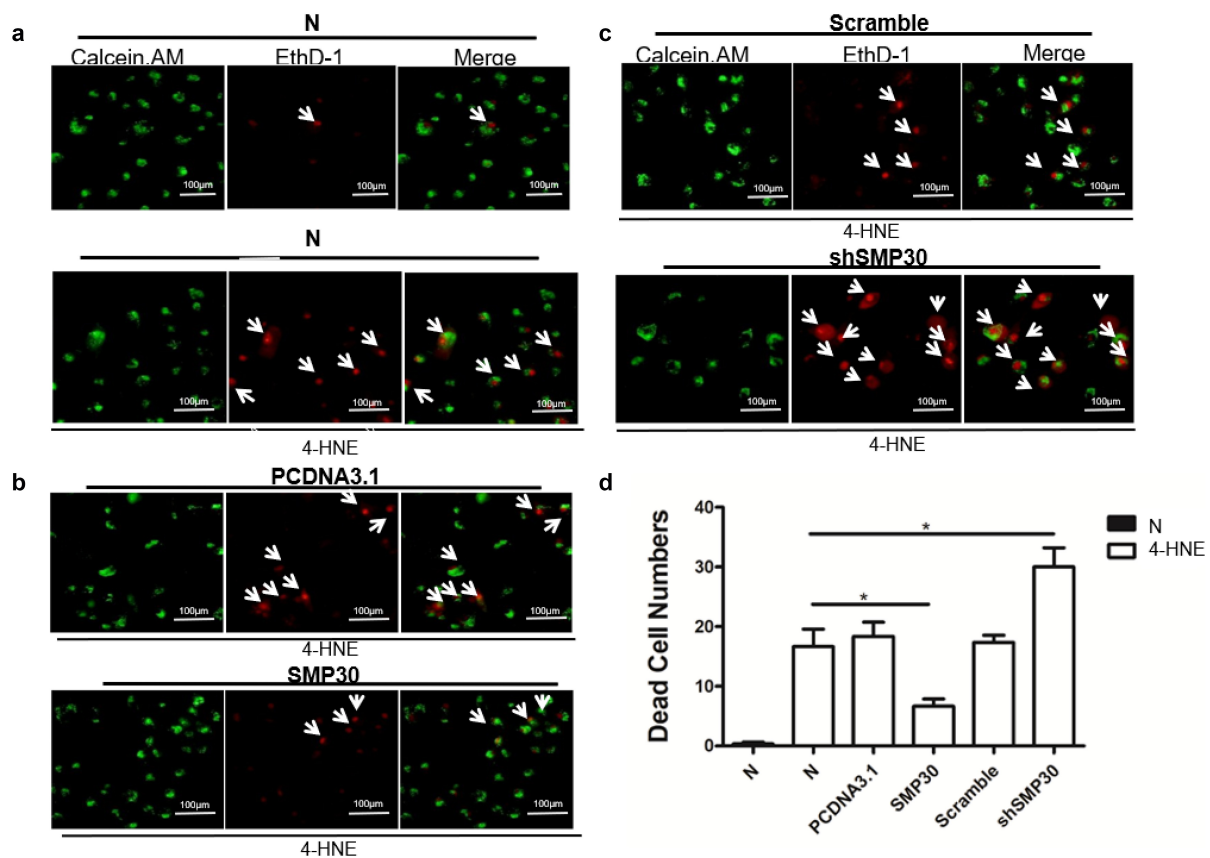 a
N
Calcein.AM EthD-1 Merge
100μm 100μm 100μm
N
100μm 100μm 100μm
4-HNE
b
PCDNA3.1
100μm 100μm 100μm
4-HNE
SMP30
100μm 100μm 100μm
4-HNE
c
Scramble
Calcein.AM EthD-1 Merge
100μm 100μm 100μm
4-HNE
shSMP30
100μm 100μm 100μm
4-HNE
d
Dead Cell Numbers
40
30
20
10
0
*
*
N
N
PCDNA3.1
SMP30
Scramble
shSMP30
N
4-HNE